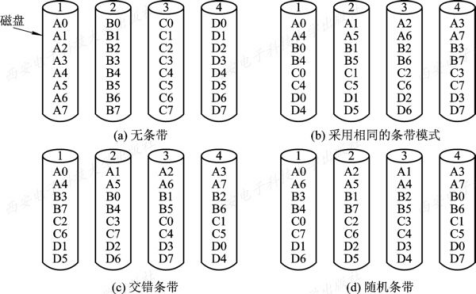 磁盘
1 2 3 4
A0 B0 C0 D0
A1 B1 C1 D1
A2 B2 C2 D2
A3 B3 C3 D3
A4 B4 C4 D4
A5 B5 C5 D5
A6 B6 C6 D6
A7 B7 C7 D7
(a) 无条带
1 2 3 4
A0 A1 A2 A3
A4 A5 A6 A7
B0 B1 B2 B3
B4 B5 B6 B7
C0 C1 C2 C3
C4 C5 C6 C7
D0 D1 D2 D3
D4 D5 D6 D7
(b) 采用相同的条带模式
1 2 3 4
A0 A1 A2 A3
A4 A5 A6 A7
B3 B0 B1 B2
B7 B4 B5 B6
C2 C3 C0 C1
C6 C7 C4 C5
D1 D2 D3 D0
D5 D6 D7 D4
(c) 交错条带
1 2 3 4
A0 A2 A1 A3
A6 A5 A4 A7
B3 B2 B1 B0
B4 B7 B5 B6
C2 C0 C3 C1
C7 C6 C4 C5
D1 D2 D3 D0
D6 D5 D4 D7
(d) 随机条带